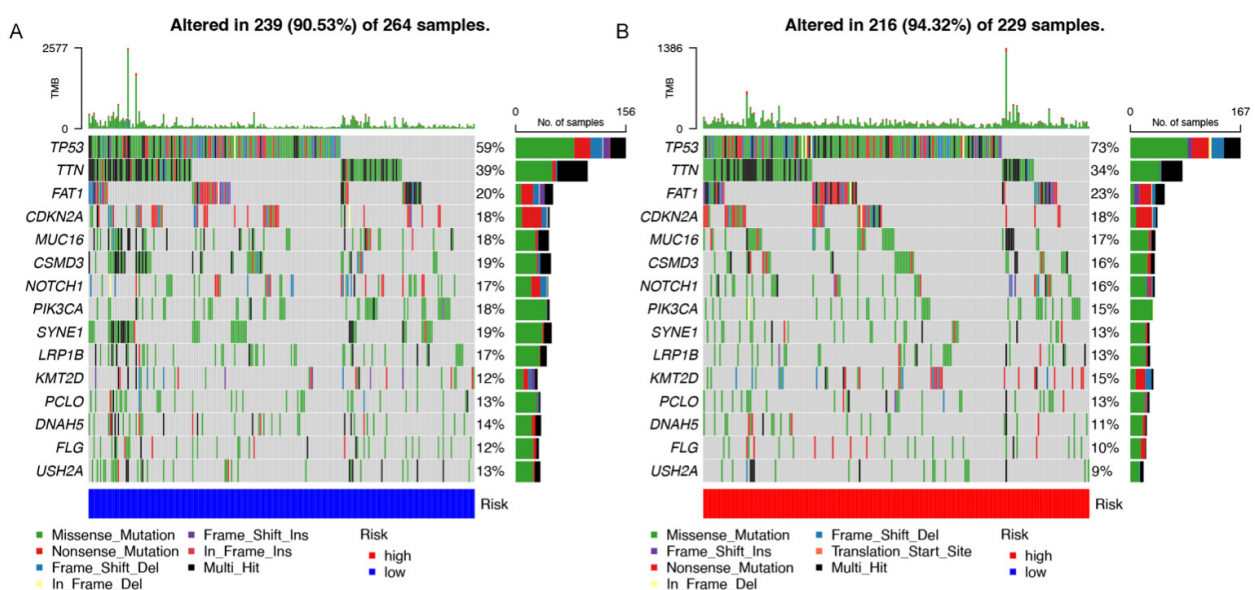 A
Altered in 239 (90.53%) of 264 samples.
2577
TMB
0
0 156
No. of samples
TP53 59%
TTN 39%
FAT1 20%
CDKN2A 18%
MUC16 18%
CSMD3 19%
NOTCH1 17%
PIK3CA 18%
SYNE1 19%
LRP1B 17%
KMT2D 12%
PCLO 13%
DNAH5 14%
FLG 12%
USH2A 13%
Risk
Missense_Mutation
Nonsense_Mutation
Frame_Shift_Del
In_Frame_Del
Frame_Shift_Ins
In_Frame_Ins
Multi_Hit
Risk
high
low
B
Altered in 216 (94.32%) of 229 samples.
1386
TMB
0
0 167
No. of samples
TP53 73%
TTN 34%
FAT1 23%
CDKN2A 18%
MUC16 17%
CSMD3 16%
NOTCH1 16%
PIK3CA 15%
SYNE1 13%
LRP1B 13%
KMT2D 15%
PCLO 13%
DNAH5 11%
FLG 10%
USH2A 9%
Risk
Missense_Mutation
Frame_Shift_Ins
Nonsense_Mutation
In_Frame_Del
Frame_Shift_Del
Translation_Start_Site
Multi_Hit
Risk
high
low